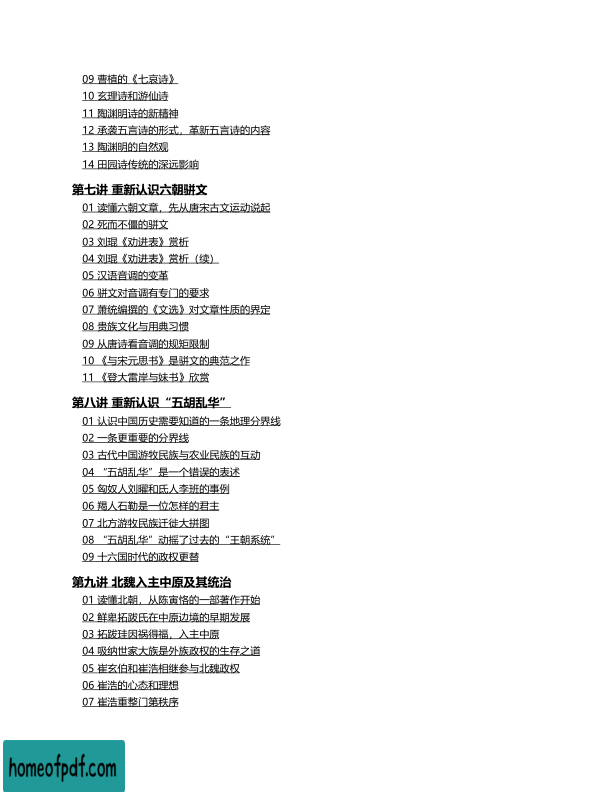 09 曹植的《七哀诗》
10 玄理诗和游仙诗
11 陶渊明诗的新精神
12 承袭五言诗的形式，革新五言诗的内容
13 陶渊明的自然观
14 田园诗传统的深远影响
第七讲 重新认识六朝骈文
01 读懂六朝文章，先从唐宋古文运动说起
02 死而不僵的骈文
03 刘琨《劝进表》赏析
04 刘琨《劝进表》赏析（续）
05 汉语音调的变革
06 骈文对音调有专门的要求
07 萧统编撰的《文选》对文章性质的界定
08 贵族文化与用典习惯
09 从唐诗看音调的规矩限制
10 《与宋元思书》是骈文的典范之作
11 《登大雷岸与妹书》欣赏
第八讲 重新认识“五胡乱华”
01 认识中国历史需要知道的一条地理分界线
02 一条更重要的分界线
03 古代中国游牧民族与农业民族的互动
04 “五胡乱华”是一个错误的表述
05 匈奴人刘曜和氐人李班的事例
06 羯人石勒是一位怎样的君主
07 北方游牧民族迁徙大拼图
08 “五胡乱华”动摇了过去的“王朝系统”
09 十六国时代的政权更替
第九讲 北魏入主中原及其统治
01 读懂北朝，从陈寅恪的一部著作开始
02 鲜卑拓跋氏在中原边境的早期发展
03 拓跋珪因祸得福，入主中原
04 吸纳世家大族是外族政权的生存之道
05 崔玄伯和崔浩相继参与北魏政权
06 崔浩的心态和理想
07 崔浩重整门第秩序
homeofpdf.com